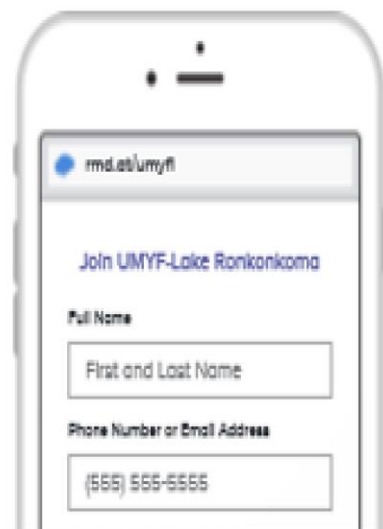 rmd.at/umyfl
Join UMYF-Lake Ronkonkoma
Full Name
First and Last Name
Phone Number or Email Address
(555) 555-5555